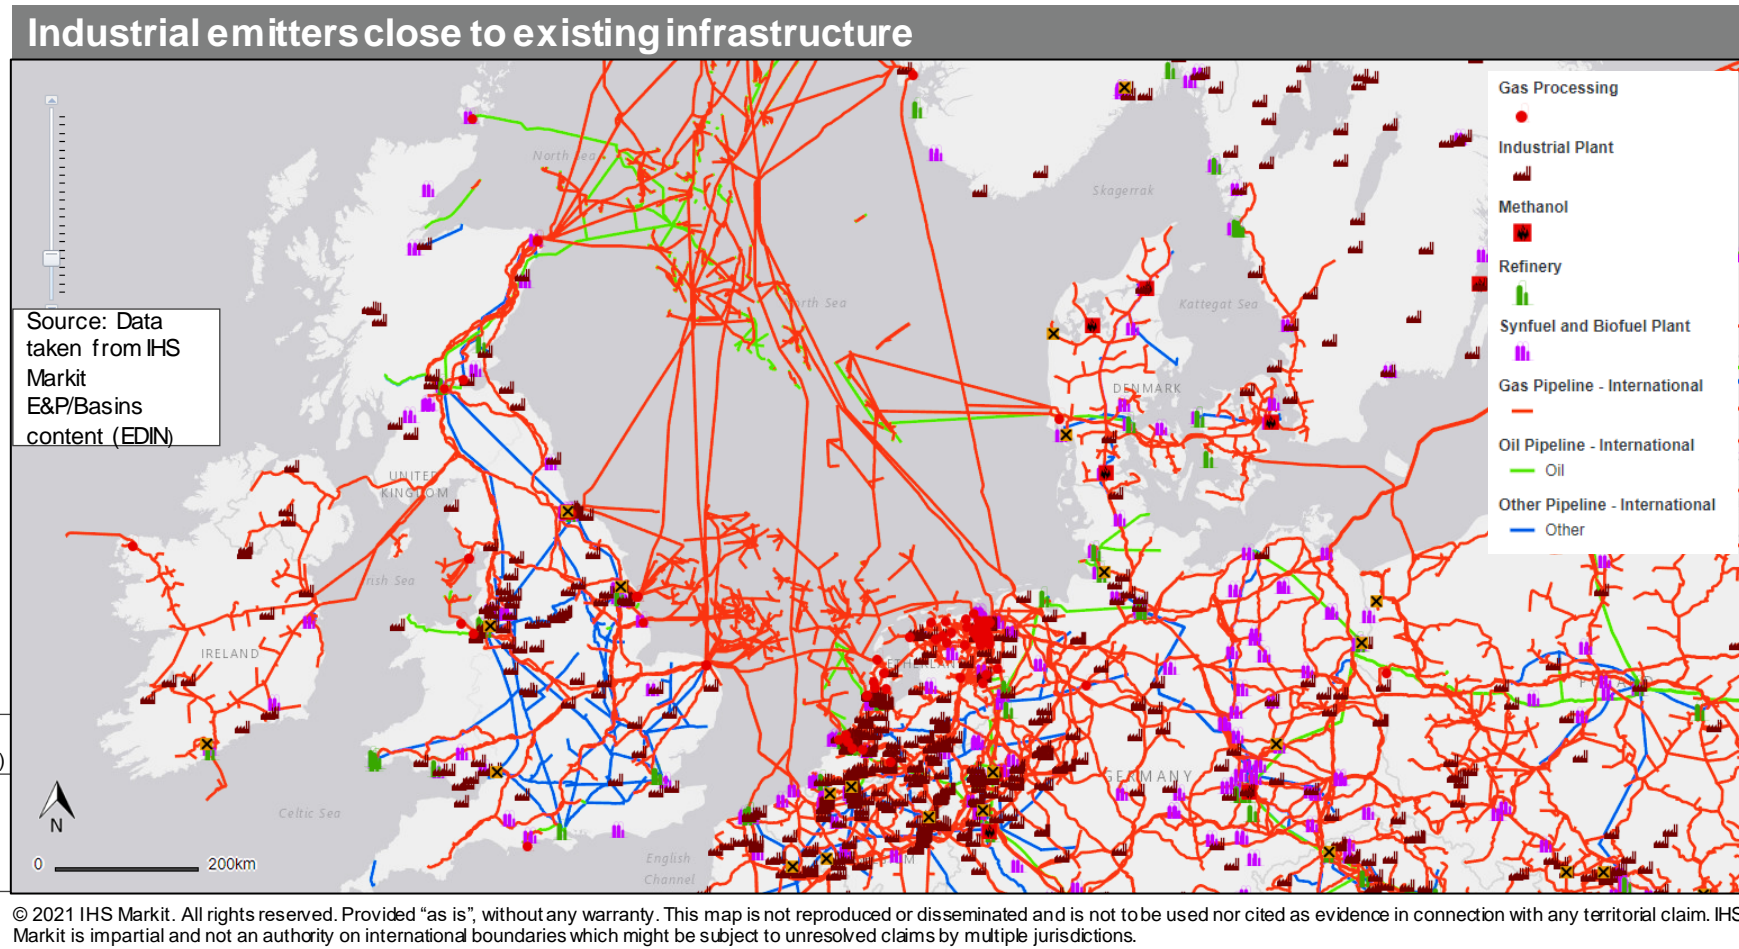 Industrial emitters close to existing infrastructure
Gas Processing
Industrial Plant
Methanol
Refinery
Synfuel and Biofuel Plant
Gas Pipeline - International
Oil Pipeline - International
Oil
Other Pipeline - International
Other
North Sea
Skagerrak
North Sea
Kattegat Sea
Source: Data
taken from IHS
Markit
E&P/Basins
content (EDIN)
DENMARK
UNITED
KINGDOM
Irish Sea
IRELAND
GERMANY
Celtic Sea
English
Channel
)
N
0
200km
© 2021 IHS Markit. All rights reserved. Provided “as is”, without any warranty. This map is not reproduced or disseminated and is not to be used nor cited as evidence in connection with any territorial claim. IHS
Markit is impartial and not an authority on international boundaries which might be subject to unresolved claims by multiple jurisdictions.